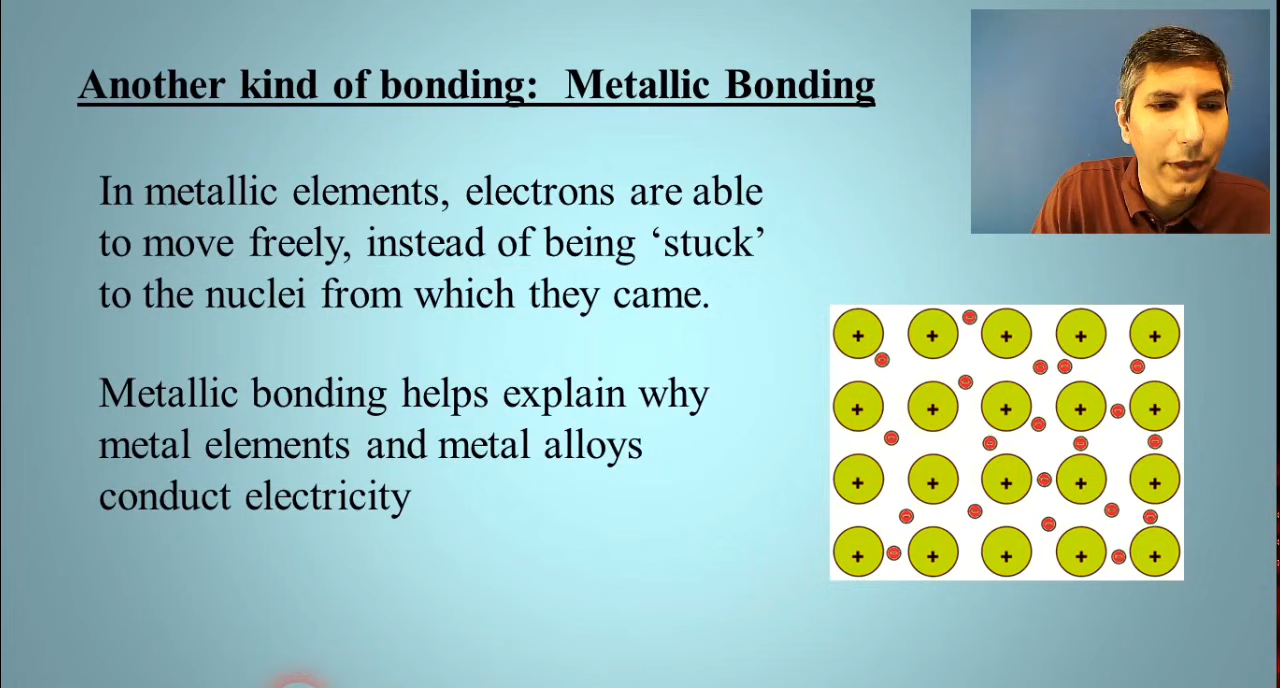 Another kind of bonding: Metallic Bonding
In metallic elements, electrons are able
to move freely, instead of being ‘stuck’
to the nuclei from which they came.
Metallic bonding helps explain why
metal elements and metal alloys
conduct electricity
+ + + + +
+ + + + +
+ + + + +
+ + + + +